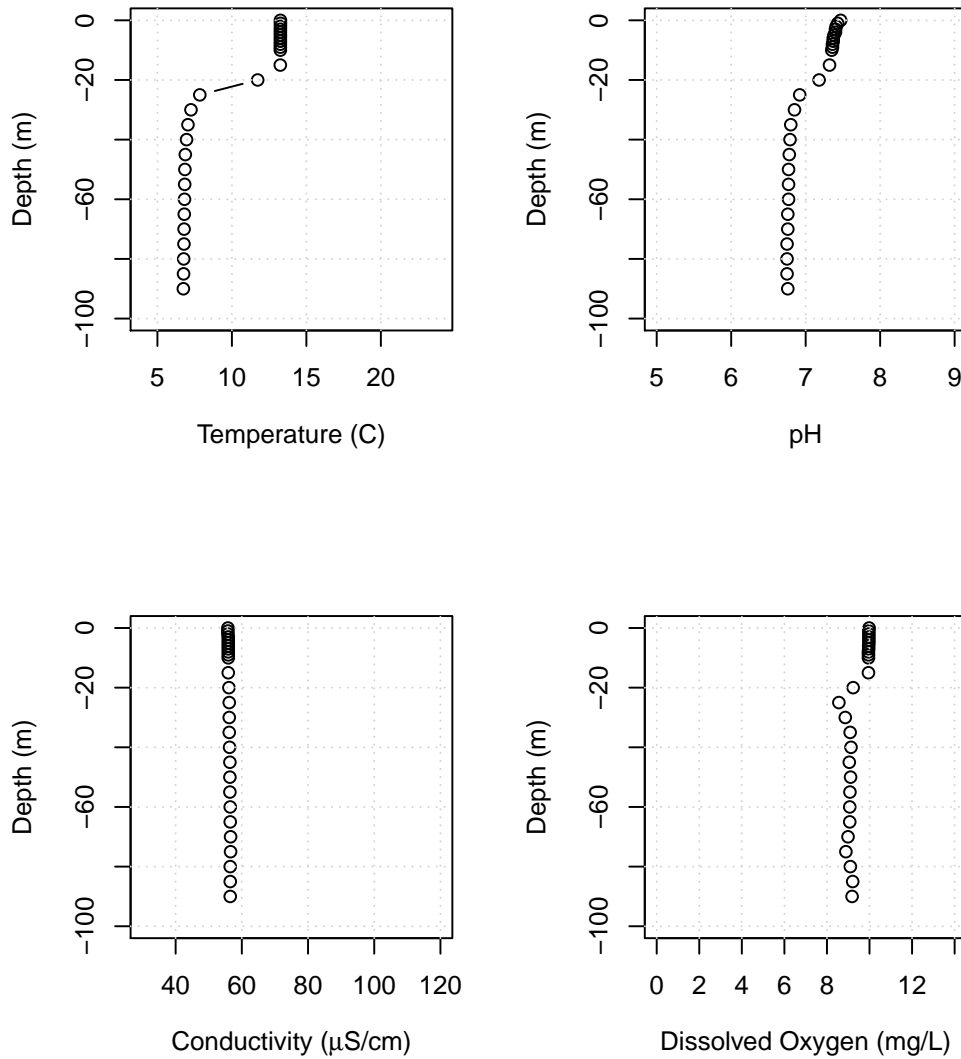 0
−20
−60
−100
Depth (m)
5 10 15 20
Temperature (C)
0
−20
−60
−100
Depth (m)
5 6 7 8 9
pH
0
−20
−60
−100
Depth (m)
40 60 80 100 120
Conductivity (μS/cm)
0
−20
−60
−100
Depth (m)
0 2 4 6 8 12
Dissolved Oxygen (mg/L)